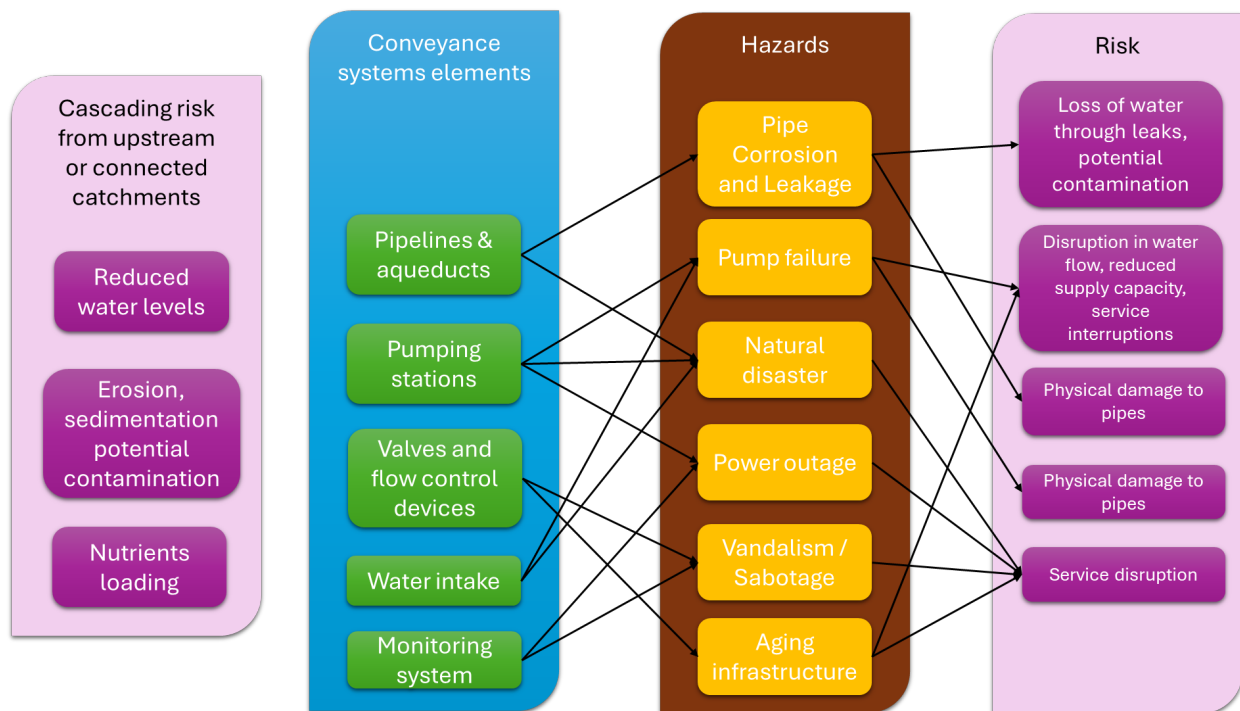 Cascading risk
from upstream
or connected
catchments
Reduced
water levels
Erosion,
sedimentation
potential
contamination
Nutrients
loading
Conveyance
systems elements
Pipelines &
aqueducts
Pumping
stations
Valves and
flow control
devices
Water intake
Monitoring
system
Hazards
Pipe
Corrosion
and Leakage
Pump failure
Natural
disaster
Power outage
Vandalism /
Sabotage
Aging
infrastructure
Risk
Loss of water
through leaks,
potential
contamination
Disruption in water
flow, reduced
supply capacity,
service
interruptions
Physical damage to
pipes
Physical damage to
pipes
Service disruption